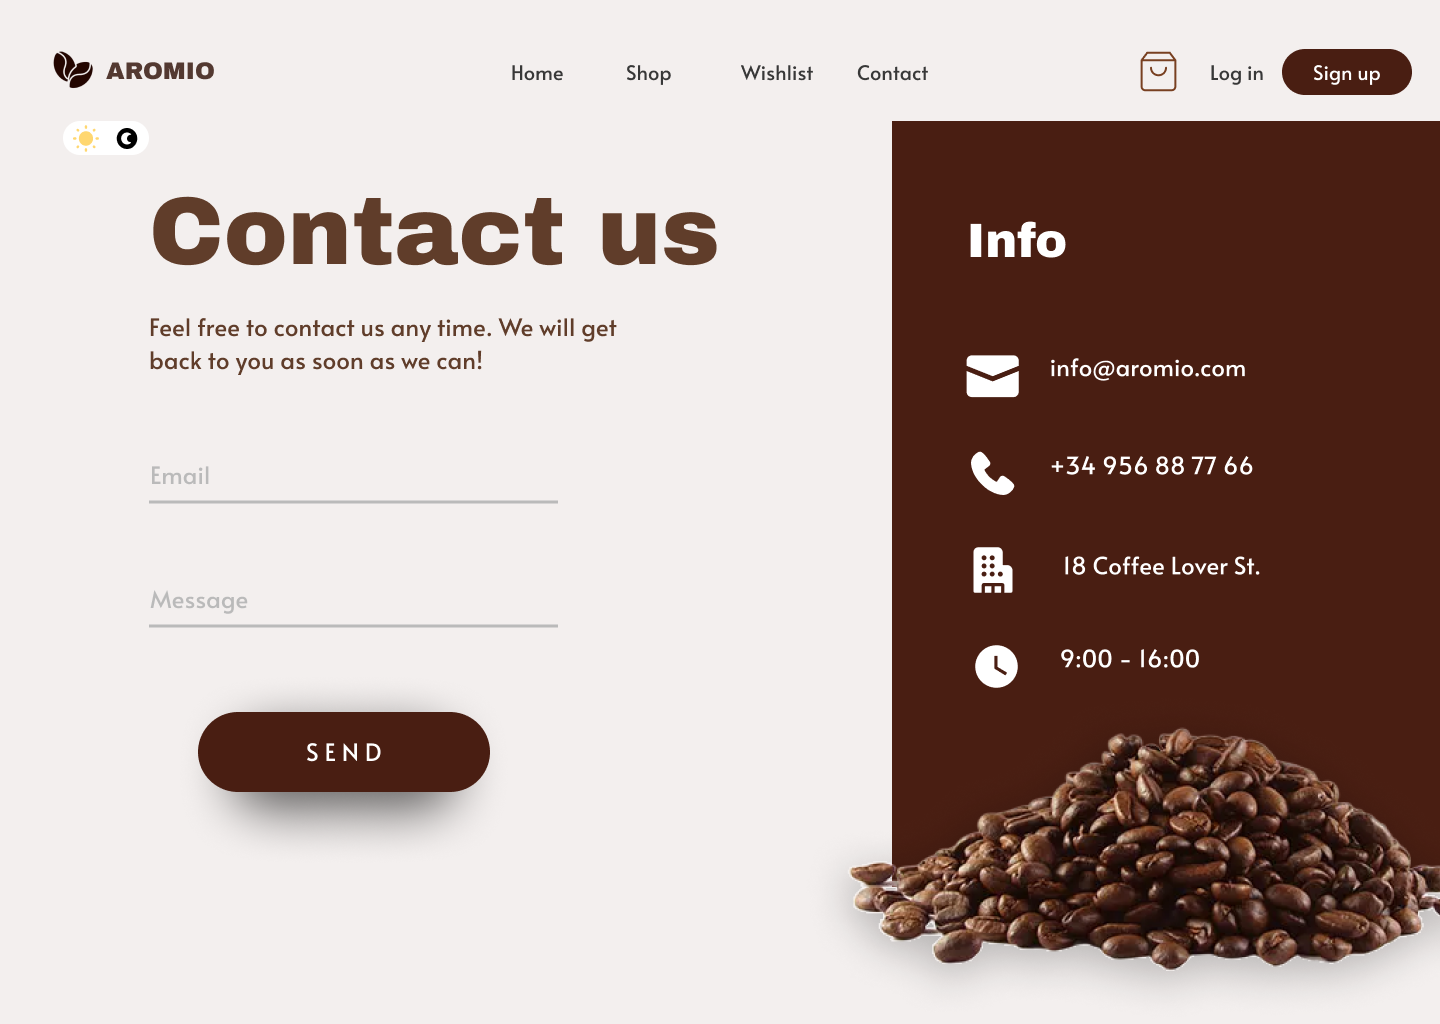 AROMIO
Home
Shop
Wishlist
Contact
Log in
Sign up
Contact us
Feel free to contact us any time. We will get
back to you as soon as we can!
Email
Message
SEND
Info
info@aromio.com
+34 956 88 77 66
18 Coffee Lover St.
9:00 - 16:00